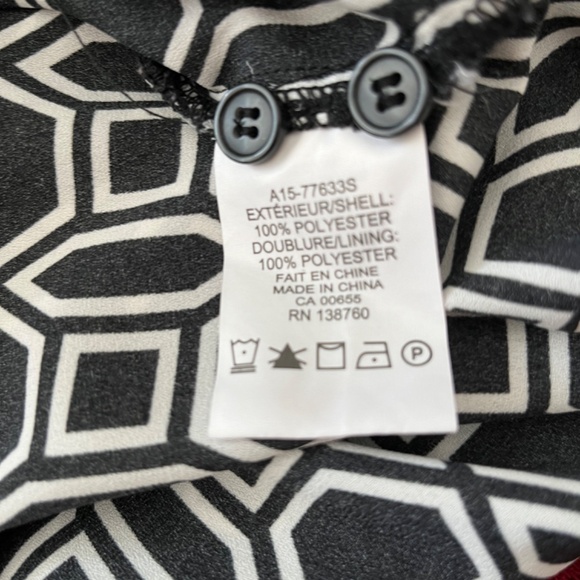 A15-77633S
EXTÉRIEUR/SHELL:
100% POLYESTER
DOUBLURE/LINING:
100% POLYESTER
FAIT EN CHINE
MADE IN CHINA
CA 00655
RN 138760
P